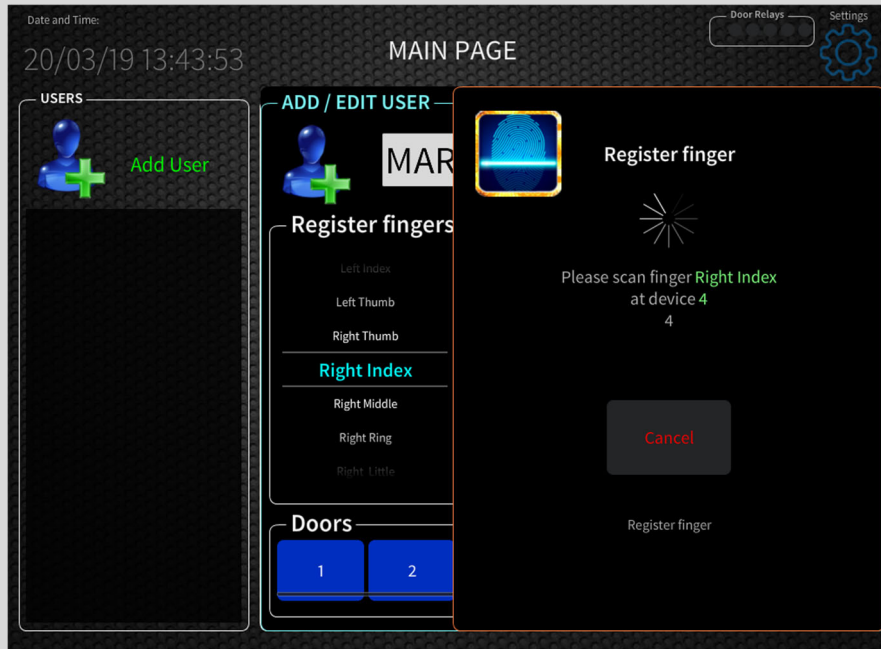 Date and Time:
20/03/19 13:43:53
MAIN PAGE
Door Relays
Settings
USERS
Add User
ADD / EDIT USER
MAR
Register fingers
Left Index
Left Thumb
Right Thumb
Right Index
Right Middle
Right Ring
Right Little
Doors
1
2
Register finger
Please scan finger Right Index
at device 4
4
Cancel
Register finger